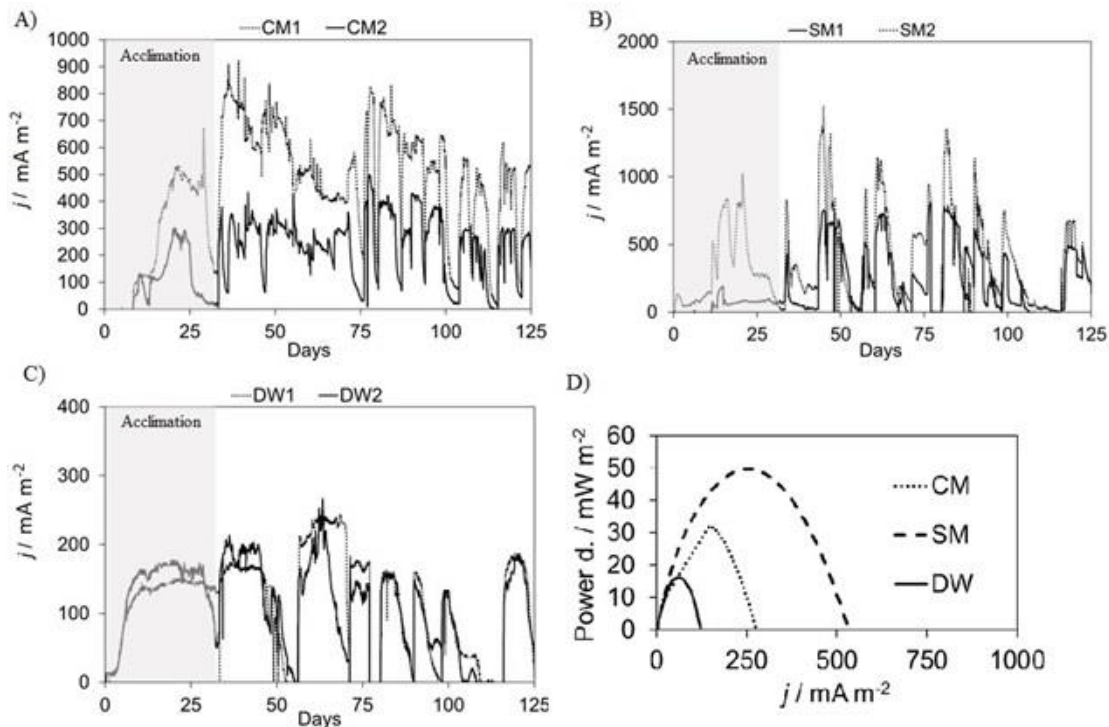 A)
CM1 CM2
1000
900
800
700
600
500
400
300
200
100
0
j / mA m-2
Acclimation
0 25 50 75 100 125
Days
B)
SM1 SM2
2000
1500
1000
500
0
j / mA m-2
Acclimation
0 25 50 75 100 125
Days
C)
DW1 DW2
400
300
200
100
0
j / mA m-2
Acclimation
0 25 50 75 100 125
Days
D)
60
50
40
30
20
10
0
Power d. / mW m-2
CM
SM
DW
0 250 500 750 1000
j / mA m-2